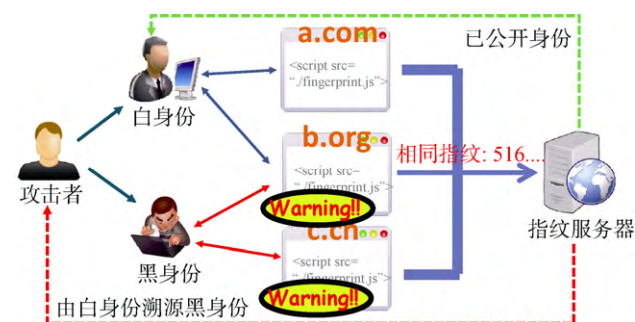 a.com
已公开身份
<script src=
"./fingerprint.js">
白身份
b.org
相同指纹: 516....
<script src=
"./fingerprint.js">
Warning!!
攻击者
指纹服务器
c.cn
<script src=
"./fingerprint.js">
Warning!!
黑身份
由白身份溯源黑身份